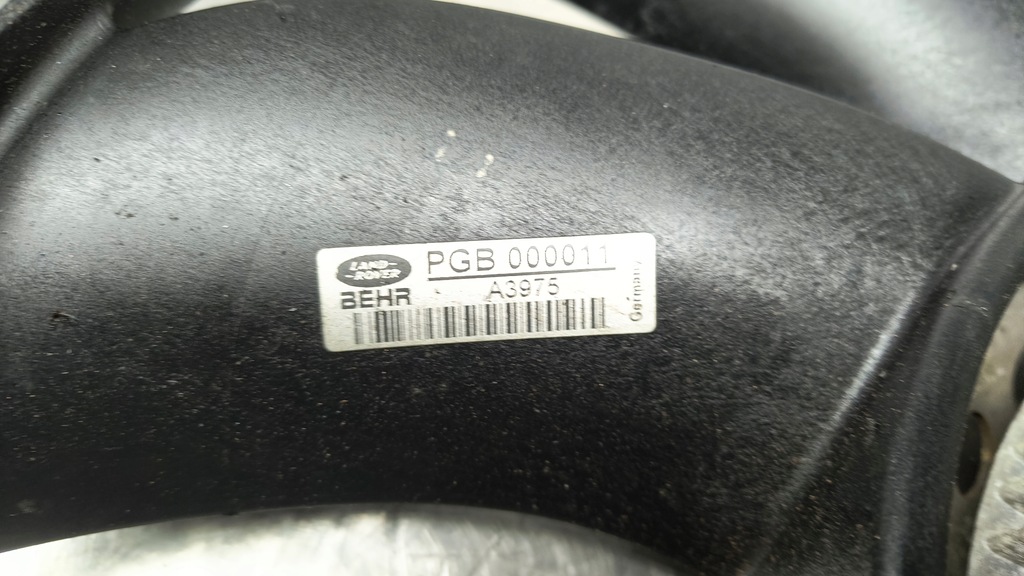 LAND-
ROVER
PGB 000011
BEHR
A3975
Germany